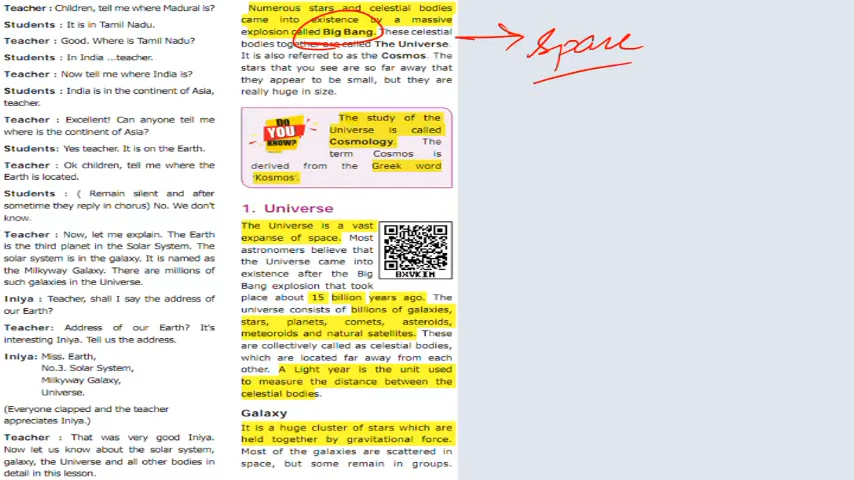 Teacher : Children, tell me where Madurai is?
Students : It is in Tamil Nadu.
Teacher : Good. Where is Tamil Nadu?
Students : In India ...teacher.
Teacher : Now tell me where India is?
Students : India is in the continent of Asia,
teacher.
Teacher : Excellent! Can anyone tell me
where is the continent of Asia?
Students: Yes teacher. It is on the Earth.
Teacher : Ok children, tell me where the
Earth is located.
Students : ( Remain silent and after
sometime they reply in chorus) No. We don't
know.
Teacher : Now, let me explain. The Earth
is the third planet in the Solar System. The
solar system is in the galaxy. It is named as
the Milkyway Galaxy. There are millions of
such galaxies in the Universe.
Iniya : Teacher, shall I say the address of
our Earth?
Teacher: Address of our Earth? It's
interesting Iniya. Tell us the address.
Iniya: Miss. Earth,
No.3. Solar System,
Milkyway Galaxy,
Universe.
(Everyone clapped and the teacher
appreciates Iniya.)
Teacher : That was very good Iniya.
Now let us know about the solar system,
galaxy, the Universe and all other bodies in
detail in this lesson.
Numerous stars and celestial bodies
came into existence by a massive
explosion called Big Bang. These celestial
bodies together are called The Universe.
It is also referred to as the Cosmos. The
stars that you see are so far away that
they appear to be small, but they are
really huge in size.
DO
YOU
KNOW?
The study of the
Universe is called
Cosmology. The
term Cosmos is
derived from the Greek word
'Kosmos'.
1. Universe
The Universe is a vast
expanse of space. Most
astronomers believe that
the Universe came into
existence after the Big
Bang explosion that took
place about 15 billion years ago. The
universe consists of billions of galaxies,
stars, planets, comets, asteroids,
meteoroids and natural satellites. These
are collectively called as celestial bodies,
which are located far away from each
other. A Light year is the unit used
to measure the distance between the
celestial bodies.
BXVKIM
Galaxy
It is a huge cluster of stars which are
held together by gravitational force.
Most of the galaxies are scattered in
space, but some remain in groups.
space